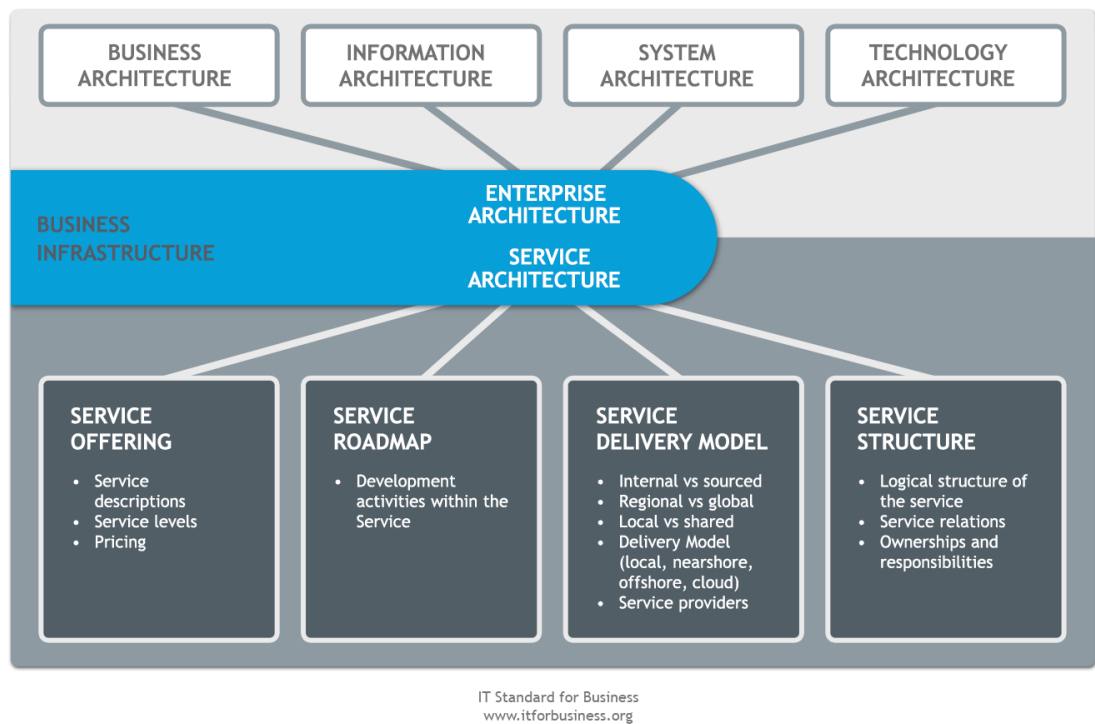 BUSINESS
ARCHITECTURE
INFORMATION
ARCHITECTURE
SYSTEM
ARCHITECTURE
TECHNOLOGY
ARCHITECTURE
BUSINESS
INFRASTRUCTURE
ENTERPRISE
ARCHITECTURE
SERVICE
ARCHITECTURE
SERVICE
OFFERING
• Service
descriptions
• Service levels
• Pricing
SERVICE
ROADMAP
• Development
activities within the
Service
SERVICE
DELIVERY MODEL
• Internal vs sourced
• Regional vs global
• Local vs shared
• Delivery Model
(local, nearshore,
offshore, cloud)
• Service providers
SERVICE
STRUCTURE
• Logical structure of
the service
• Service relations
• Ownerships and
responsibilities
IT Standard for Business
www.itforbusiness.org